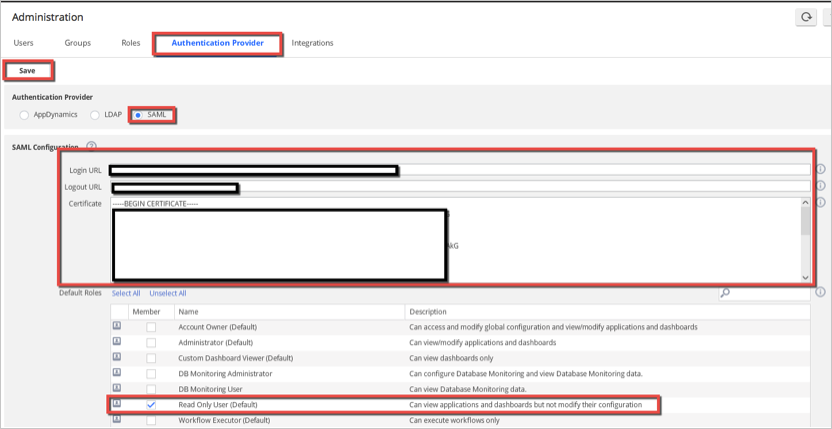 Administration
Users Groups Roles Authentication Provider Integrations
Save
Authentication Provider
AppDynamics LDAP SAML
SAML Configuration ?
Login URL
Logout URL
Certificate -----BEGIN CERTIFICATE-----
kG
Default Roles Select All Unselect All
Member Name Description
Account Owner (Default) Can access and modify global configuration and view/modify applications and dashboards
Administrator (Default) Can view/modify applications and dashboards
Custom Dashboard Viewer (Default) Can view dashboards only
DB Monitoring Administrator Can configure Database Monitoring and view Database Monitoring data.
DB Monitoring User Can view Database Monitoring data.
Read Only User (Default) Can view applications and dashboards but not modify their configuration
Workflow Executor (Default) Can execute workflows only